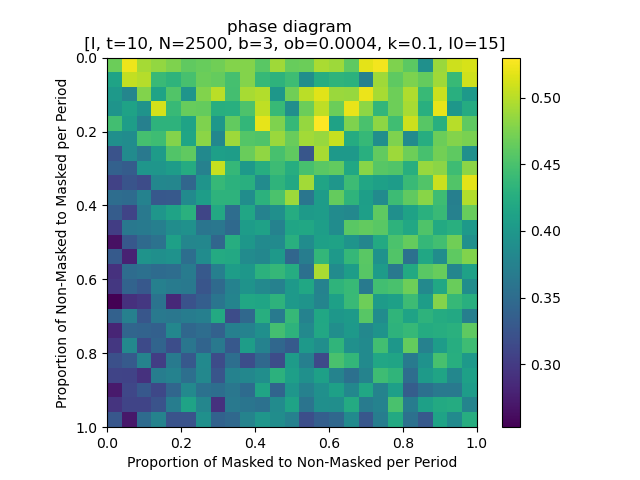 phase diagram
[I, t=10, N=2500, b=3, ob=0.0004, k=0.1, I0=15]
Proportion of Non-Masked to Masked per Period
0.0
0.2
0.4
0.6
0.8
1.0
0.0 0.2 0.4 0.6 0.8 1.0
Proportion of Masked to Non-Masked per Period
0.50
0.45
0.40
0.35
0.30